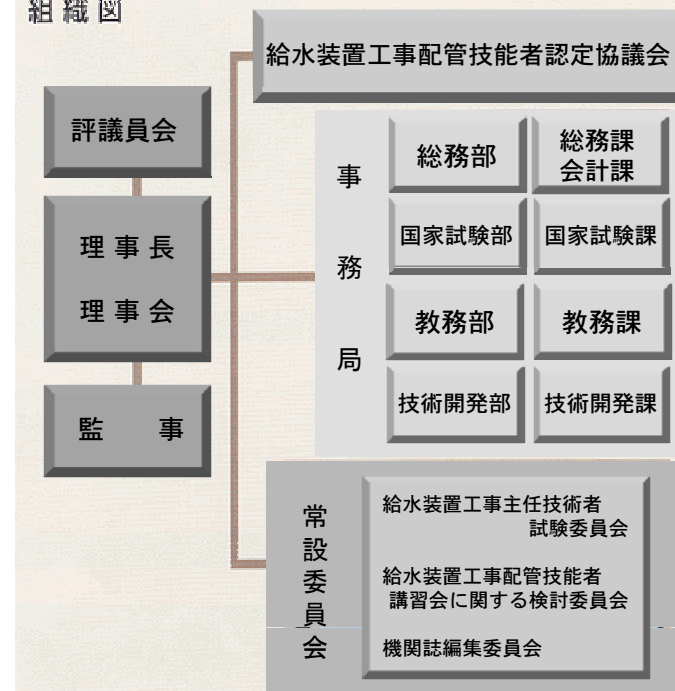 組織図
給水装置工事配管技能者認定協議会
評議員会
理事長
理事会
監事
事務局
総務部
総務課
会計課
国家試験部
国家試験課
教務部
教務課
技術開発部
技術開発課
常設委員会
給水装置工事主任技術者
試験委員会
給水装置工事配管技能者
講習会に関する検討委員会
機関誌編集委員会